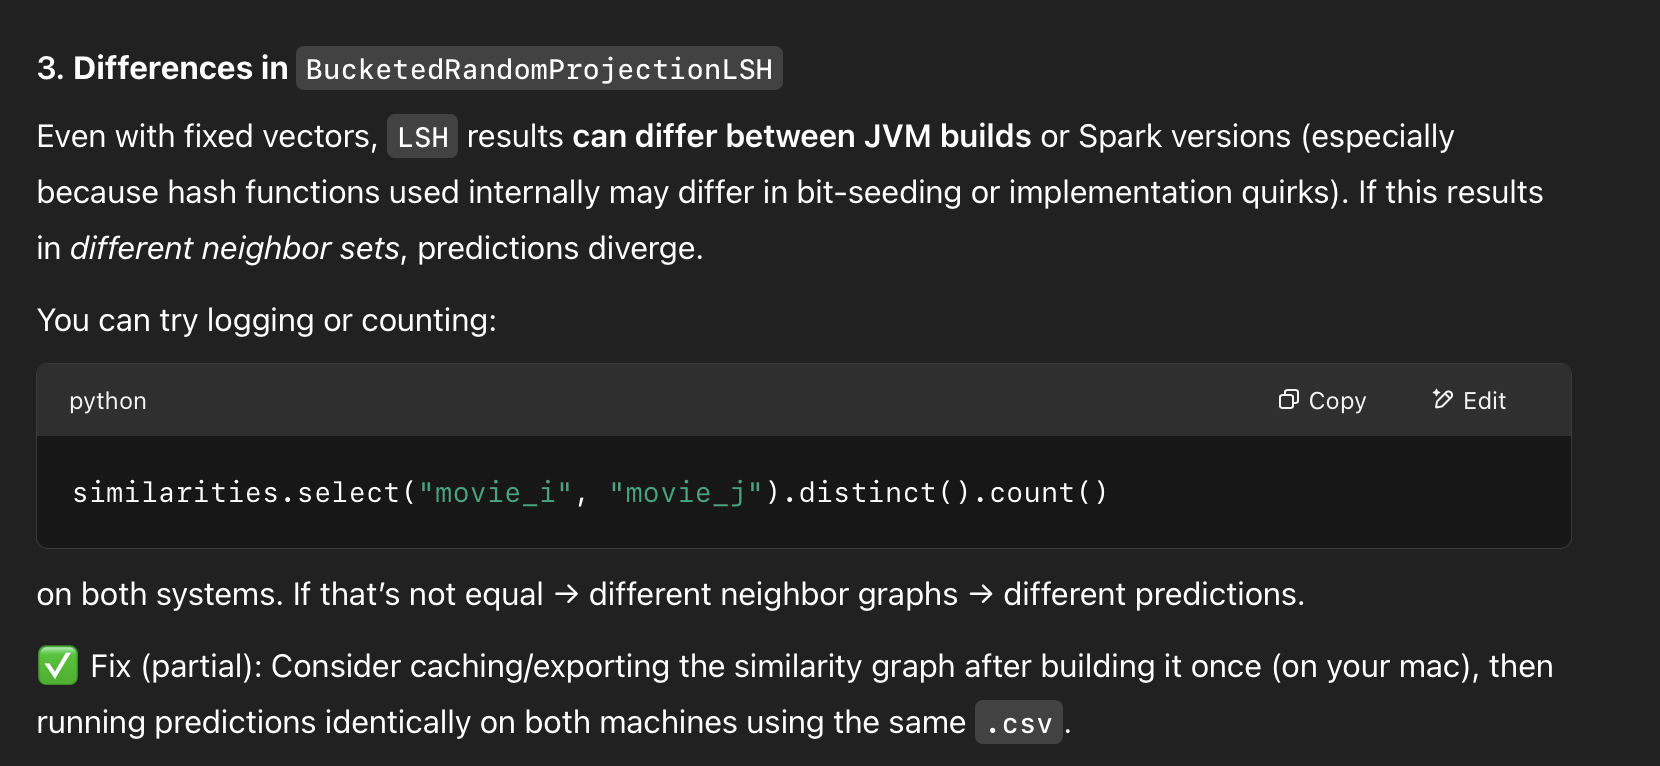 3. Differences in BucketedRandomProjectionLSH
Even with fixed vectors, LSH results can differ between JVM builds or Spark versions (especially
because hash functions used internally may differ in bit-seeding or implementation quirks). If this results
in different neighbor sets, predictions diverge.
You can try logging or counting:
python Copy Edit
similarities.select("movie_i", "movie_j").distinct().count()
on both systems. If that’s not equal → different neighbor graphs → different predictions.
✅ Fix (partial): Consider caching/exporting the similarity graph after building it once (on your mac), then
running predictions identically on both machines using the same .csv.